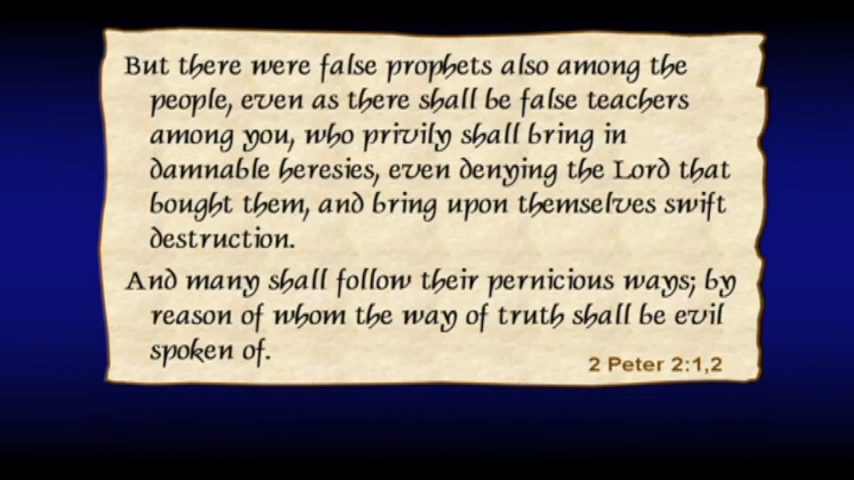 But there were false prophets also among the
people, even as there shall be false teachers
among you, who privily shall bring in
damnable heresies, even denying the Lord that
bought them, and bring upon themselves swift
destruction.
And many shall follow their pernicious ways; by
reason of whom the way of truth shall be evil
spoken of.
2 Peter 2:1,2